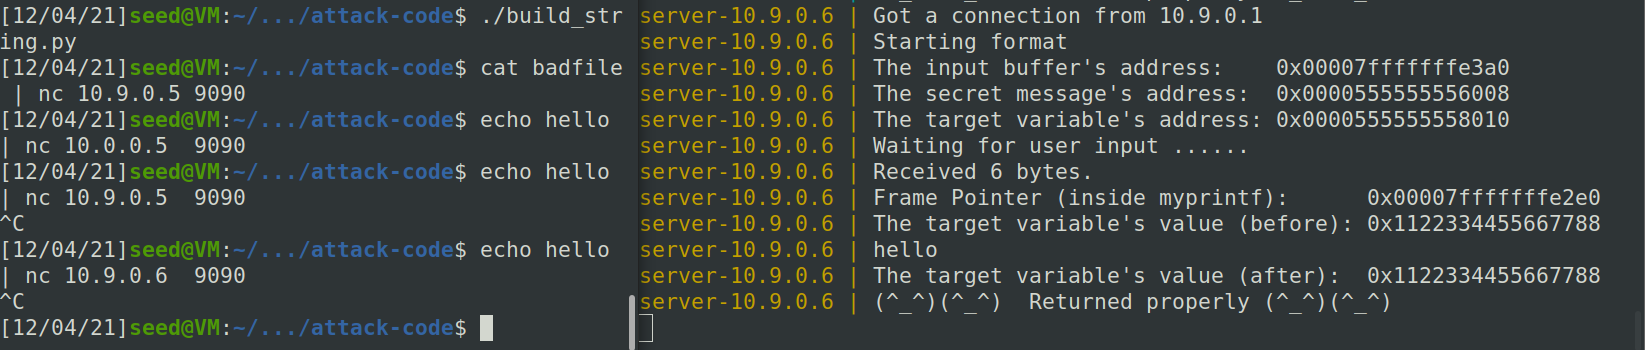 [12/04/21]seed@VM:~/.../attack-code$ ./build_str
ing.py
[12/04/21]seed@VM:~/.../attack-code$ cat badfile
 | nc 10.9.0.5 9090
[12/04/21]seed@VM:~/.../attack-code$ echo hello
| nc 10.0.0.5  9090
[12/04/21]seed@VM:~/.../attack-code$ echo hello
| nc 10.9.0.5  9090
^C
[12/04/21]seed@VM:~/.../attack-code$ echo hello
| nc 10.9.0.6  9090
^C
[12/04/21]seed@VM:~/.../attack-code$
server-10.9.0.6 | Got a connection from 10.9.0.1
server-10.9.0.6 | Starting format
server-10.9.0.6 | The input buffer's address:    0x00007fffffffe3a0
server-10.9.0.6 | The secret message's address:  0x0000555555556008
server-10.9.0.6 | The target variable's address: 0x0000555555558010
server-10.9.0.6 | Waiting for user input ......
server-10.9.0.6 | Received 6 bytes.
server-10.9.0.6 | Frame Pointer (inside myprintf):      0x00007fffffffe2e0
server-10.9.0.6 | The target variable's value (before): 0x1122334455667788
server-10.9.0.6 | hello
server-10.9.0.6 | The target variable's value (after):  0x1122334455667788
server-10.9.0.6 | (^_^)(^_^)  Returned properly (^_^)(^_^)